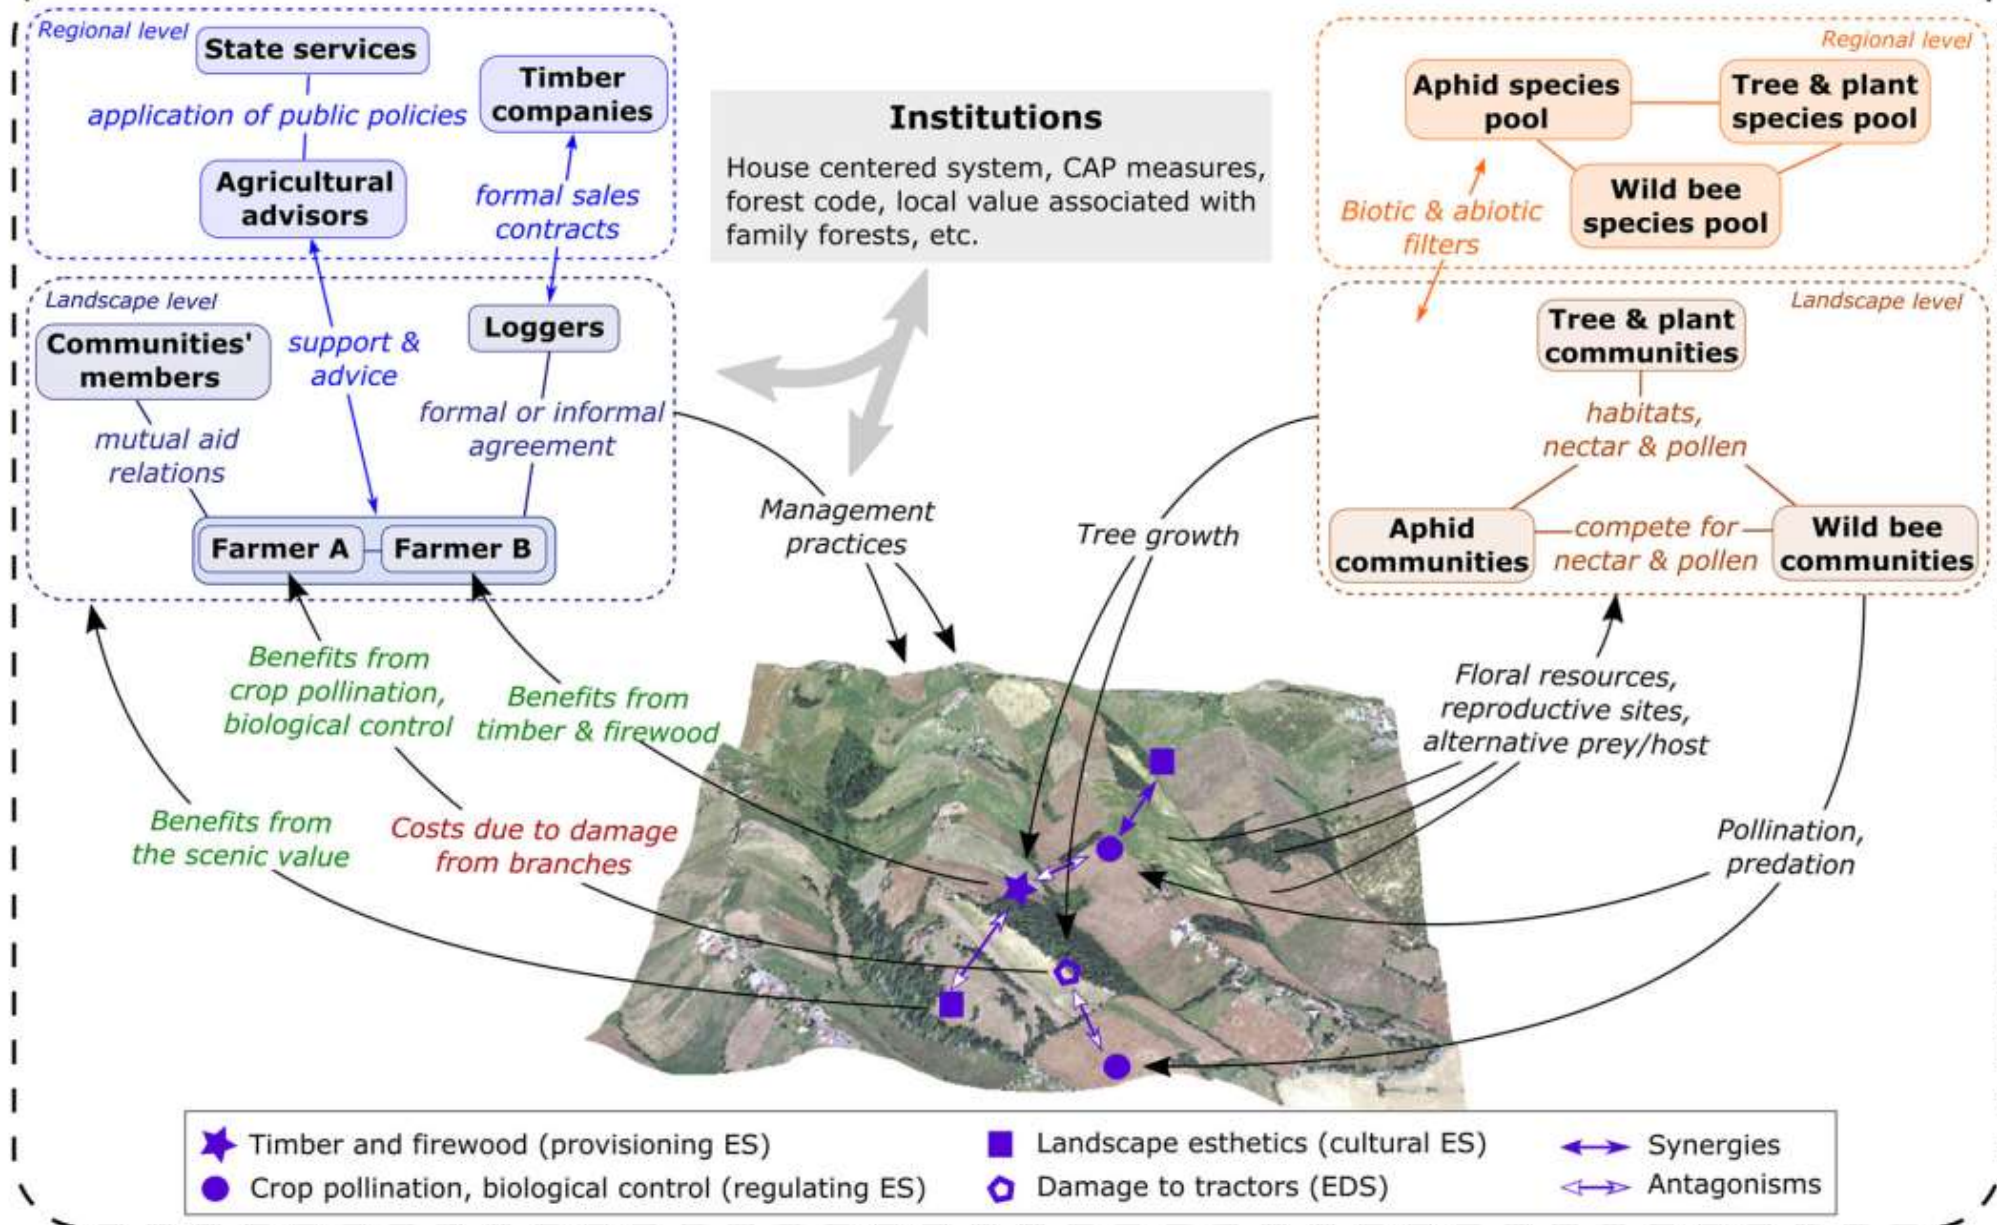 Regional level
State services
application of public policies
Agricultural
advisors
Timber
companies
formal sales
contracts
Landscape level
Communities'
members
mutual aid
relations
support &
advice
Loggers
formal or informal
agreement
Farmer A
Farmer B
Institutions
House centered system, CAP measures,
forest code, local value associated with
family forests, etc.
Regional level
Aphid species
pool
Tree & plant
species pool
Wild bee
species pool
Biotic & abiotic
filters
Landscape level
Tree & plant
communities
habitats,
nectar & pollen
Aphid
communities
compete for
nectar & pollen
Wild bee
communities
Management
practices
Tree growth
Benefits from
crop pollination,
biological control
Benefits from
timber & firewood
Benefits from
the scenic value
Costs due to damage
from branches
Floral resources,
reproductive sites,
alternative prey/host
Pollination,
predation
Timber and firewood (provisioning ES)
Landscape esthetics (cultural ES)
Synergies
Crop pollination, biological control (regulating ES)
Damage to tractors (EDS)
Antagonisms